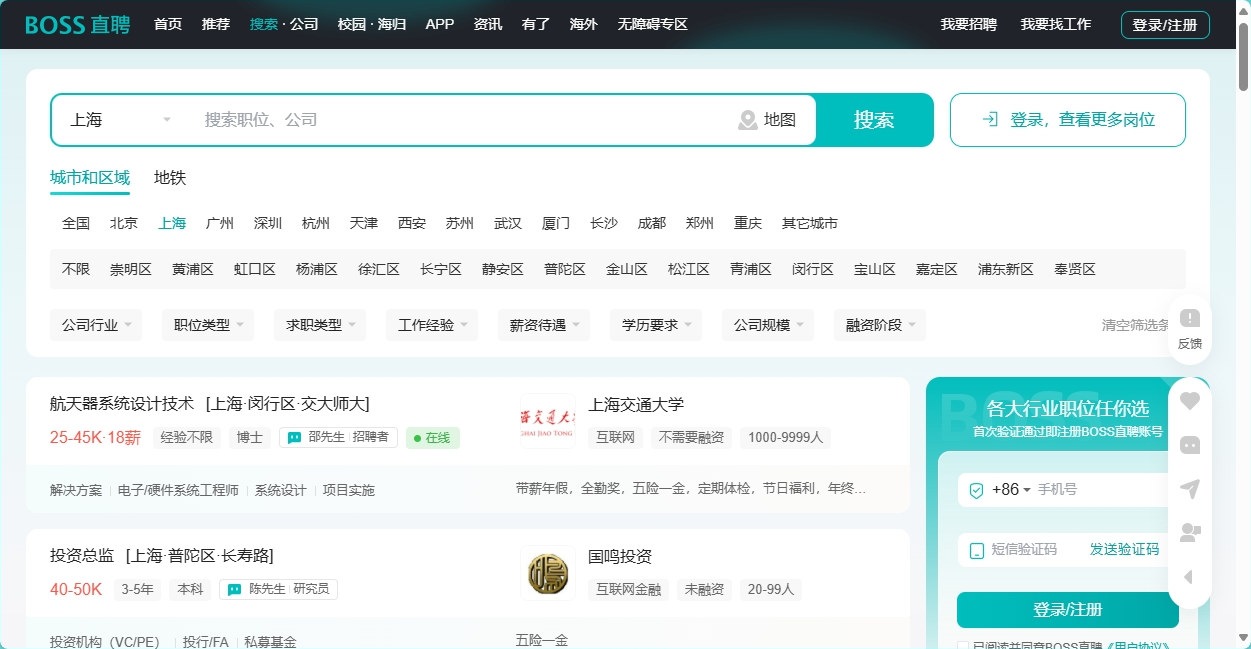 BOSS 直聘 首页 推荐 搜索 · 公司 校园 · 海归 APP 资讯 有了 海外 无障碍专区 我要招聘 我要找工作 登录/注册
上海 搜索职位、公司 地图 搜索 登录，查看更多岗位
城市和区域 地铁
全国 北京 上海 广州 深圳 杭州 天津 西安 苏州 武汉 厦门 长沙 成都 郑州 重庆 其它城市
不限 崇明区 黄浦区 虹口区 杨浦区 徐汇区 长宁区 静安区 普陀区 金山区 松江区 青浦区 闵行区 宝山区 嘉定区 浦东新区 奉贤区
公司行业 职位类型 求职类型 工作经验 薪资待遇 学历要求 公司规模 融资阶段 清空筛选条
反馈
航天器系统设计技术 [上海·闵行区·交大师大]
25-45K·18薪 经验不限 博士 邵先生 招聘者 在线
上海交通大学
互联网 不需要融资 1000-9999人
解决方案 电子/硬件系统工程师 系统设计 项目实施
带薪年假，全勤奖，五险一金，定期体检，节日福利，年终...
投资总监 [上海·普陀区·长寿路]
40-50K 3-5年 本科 陈先生 研究员
国鸣投资
互联网金融 未融资 20-99人
投资机构（VC/PE） 投行/FA 私募基金
五险一金
各大行业职位任你选
首次验证通过即注册BOSS直聘账号
+86 手机号
短信验证码 发送验证码
登录/注册
已阅读并同意BOSS直聘《用户协议》